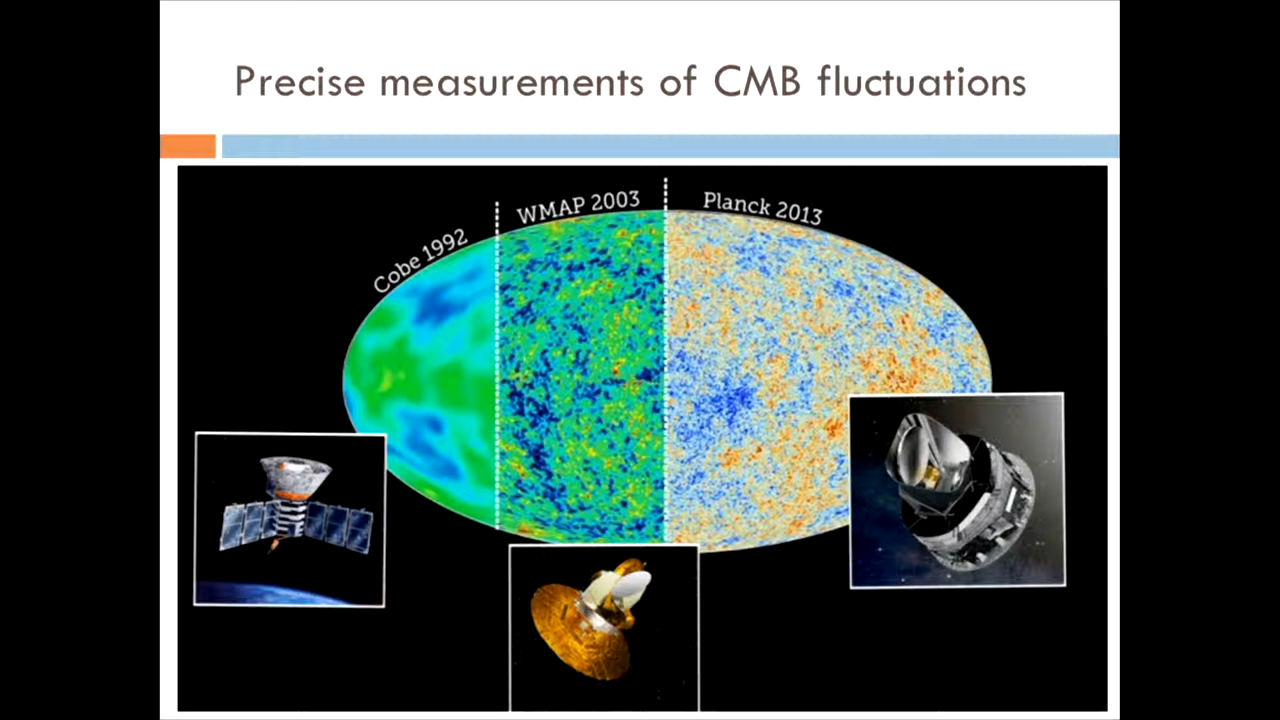 Precise measurements of CMB fluctuations
Cobe 1992
WMAP 2003
Planck 2013